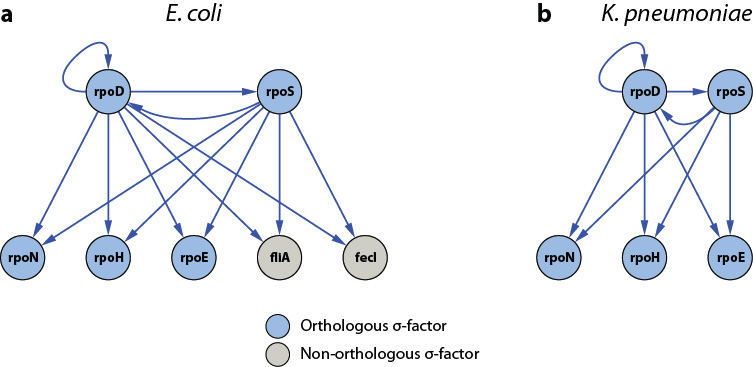 a E. coli
rpoD rpoS
rpoN rpoH rpoE fliA fecI
b K. pneumoniae
rpoD rpoS
rpoN rpoH rpoE
Orthologous σ-factor
Non-orthologous σ-factor